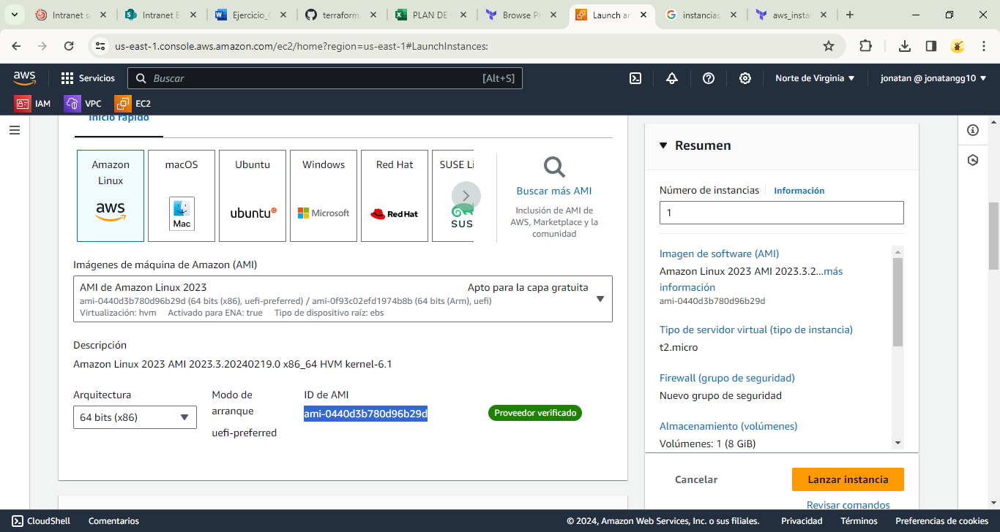 Intranet s
Intranet E
Ejercicio_
terraform
PLAN DE
Browse P
Launch an
instancias
aws_insta
us-east-1.console.aws.amazon.com/ec2/home?region=us-east-1#LaunchInstances:
aws
Servicios
Buscar
[Alt+S]
Norte de Virginia
jonatan @ jonatangg10
IAM
VPC
EC2
Inicio rápido
Amazon
Linux
aws
macOS
Mac
Ubuntu
ubuntu
Windows
Microsoft
Red Hat
Red Hat
SUSE Li
SUS
Buscar más AMI
Inclusión de AMI de
AWS, Marketplace y la
comunidad
Imágenes de máquina de Amazon (AMI)
AMI de Amazon Linux 2023
Apto para la capa gratuita
ami-0440d3b780d96b29d (64 bits (x86), uefi-preferred) / ami-0f93c02efd1974b8b (64 bits (Arm), uefi)
Virtualización: hvm Activado para ENA: true Tipo de dispositivo raíz: ebs
Descripción
Amazon Linux 2023 AMI 2023.3.20240219.0 x86_64 HVM kernel-6.1
Arquitectura
64 bits (x86)
Modo de
arranque
uefi-preferred
ID de AMI
ami-0440d3b780d96b29d
Proveedor verificado
Resumen
Número de instancias
Información
1
Imagen de software (AMI)
Amazon Linux 2023 AMI 2023.3.2...más
información
ami-0440d3b780d96b29d
Tipo de servidor virtual (tipo de instancia)
t2.micro
Firewall (grupo de seguridad)
Nuevo grupo de seguridad
Almacenamiento (volúmenes)
Volúmenes: 1 (8 GiB)
Cancelar
Lanzar instancia
Revisar comandos
CloudShell
Comentarios
© 2024, Amazon Web Services, Inc. o sus filiales.
Privacidad
Términos
Preferencias de cookies